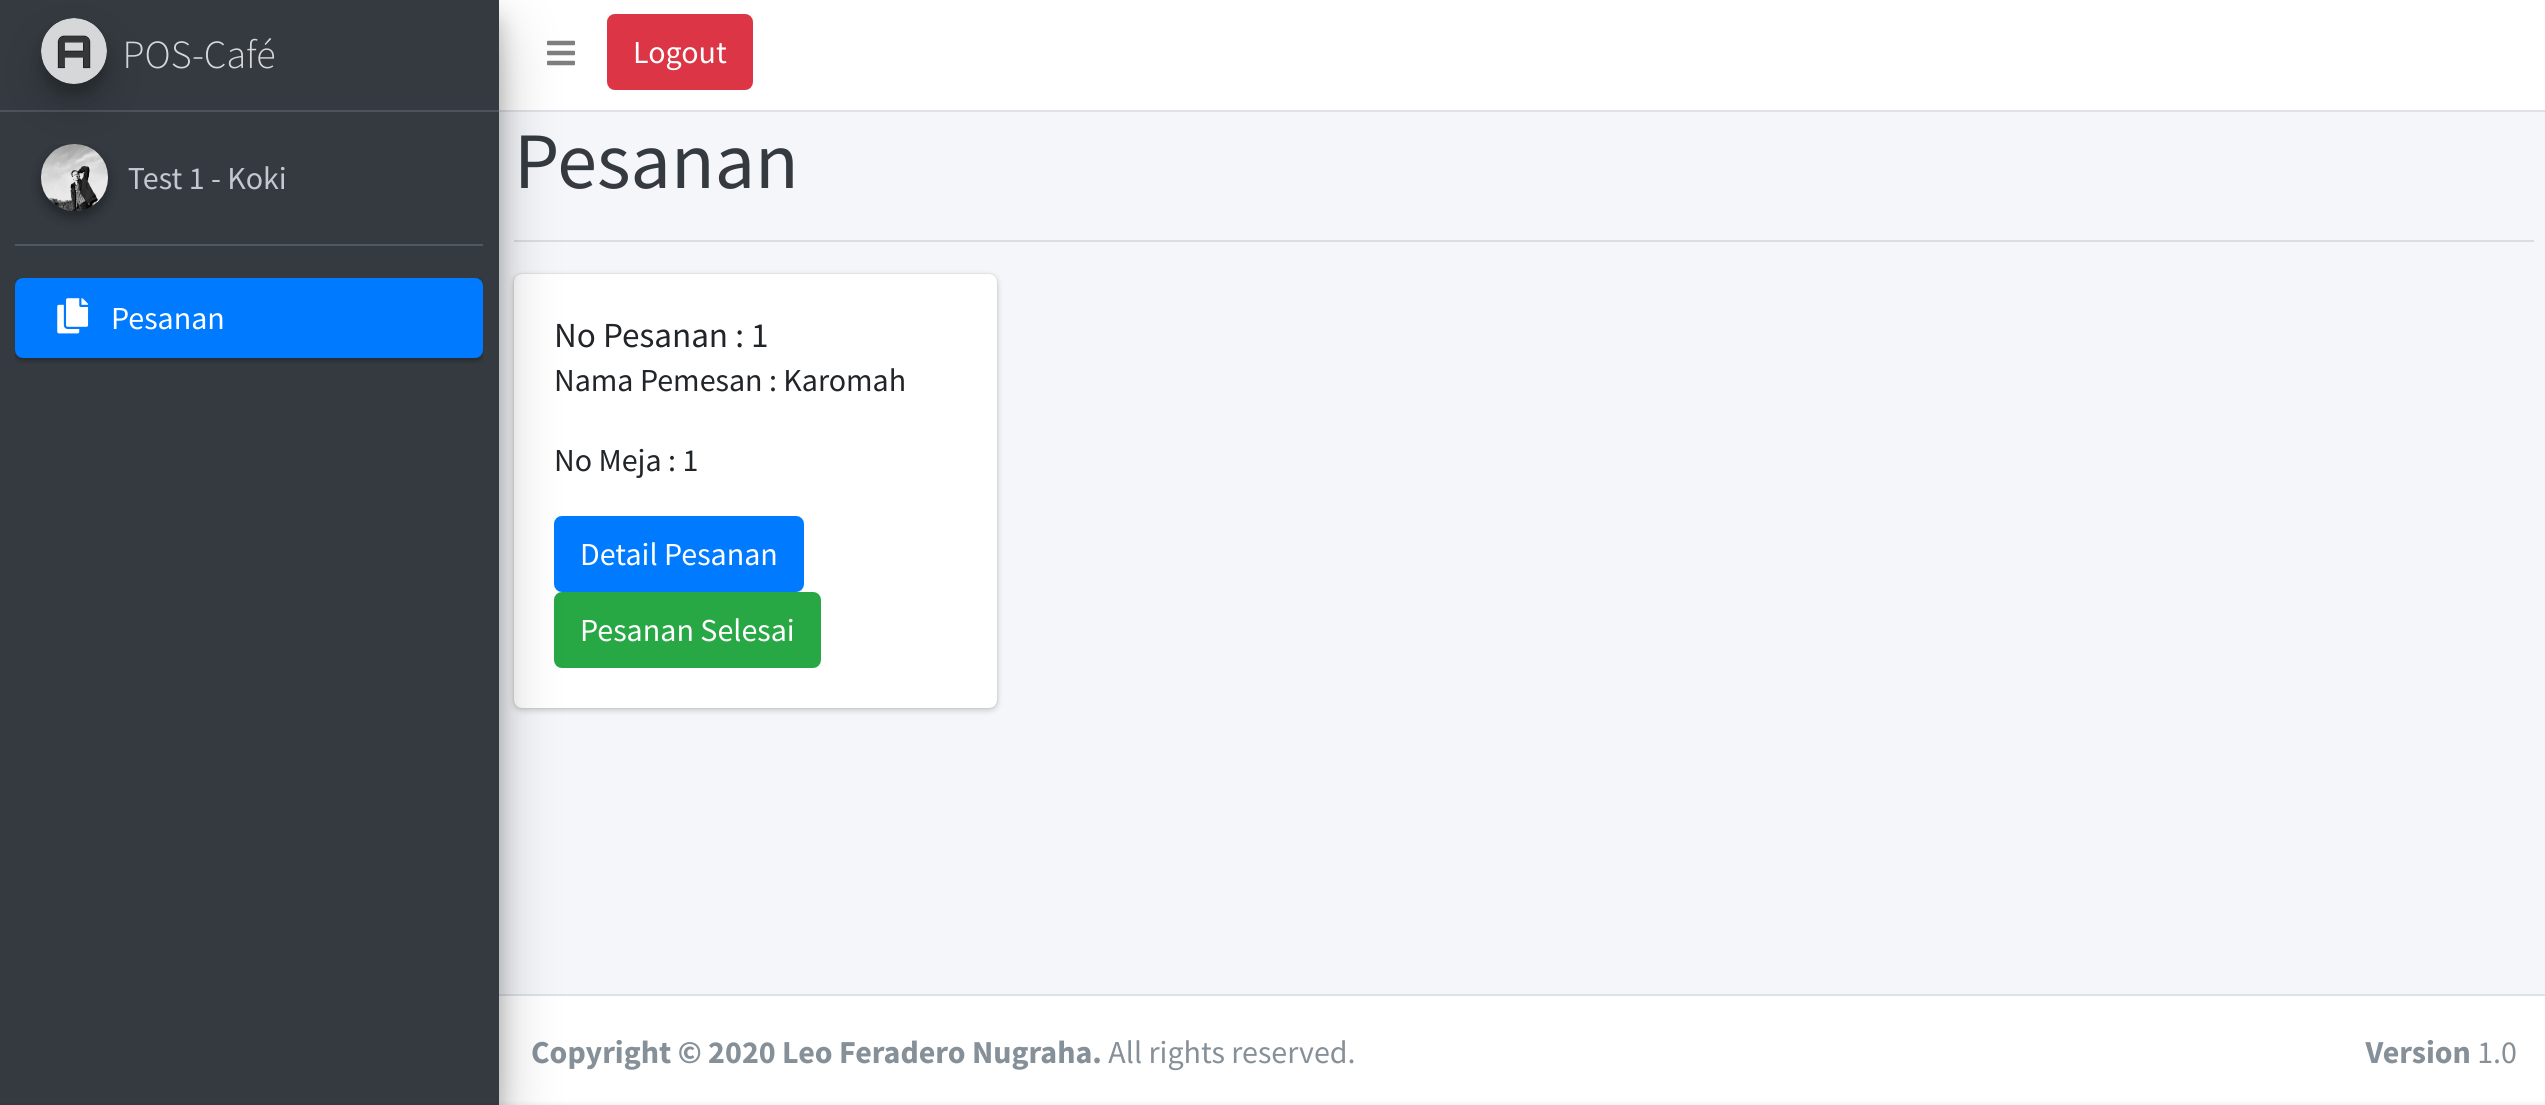 POS-Café
Logout
Test 1 - Koki
Pesanan
Pesanan
No Pesanan : 1
Nama Pemesan : Karomah
No Meja : 1
Detail Pesanan
Pesanan Selesai
Copyright © 2020 Leo Feradero Nugraha. All rights reserved.
Version 1.0